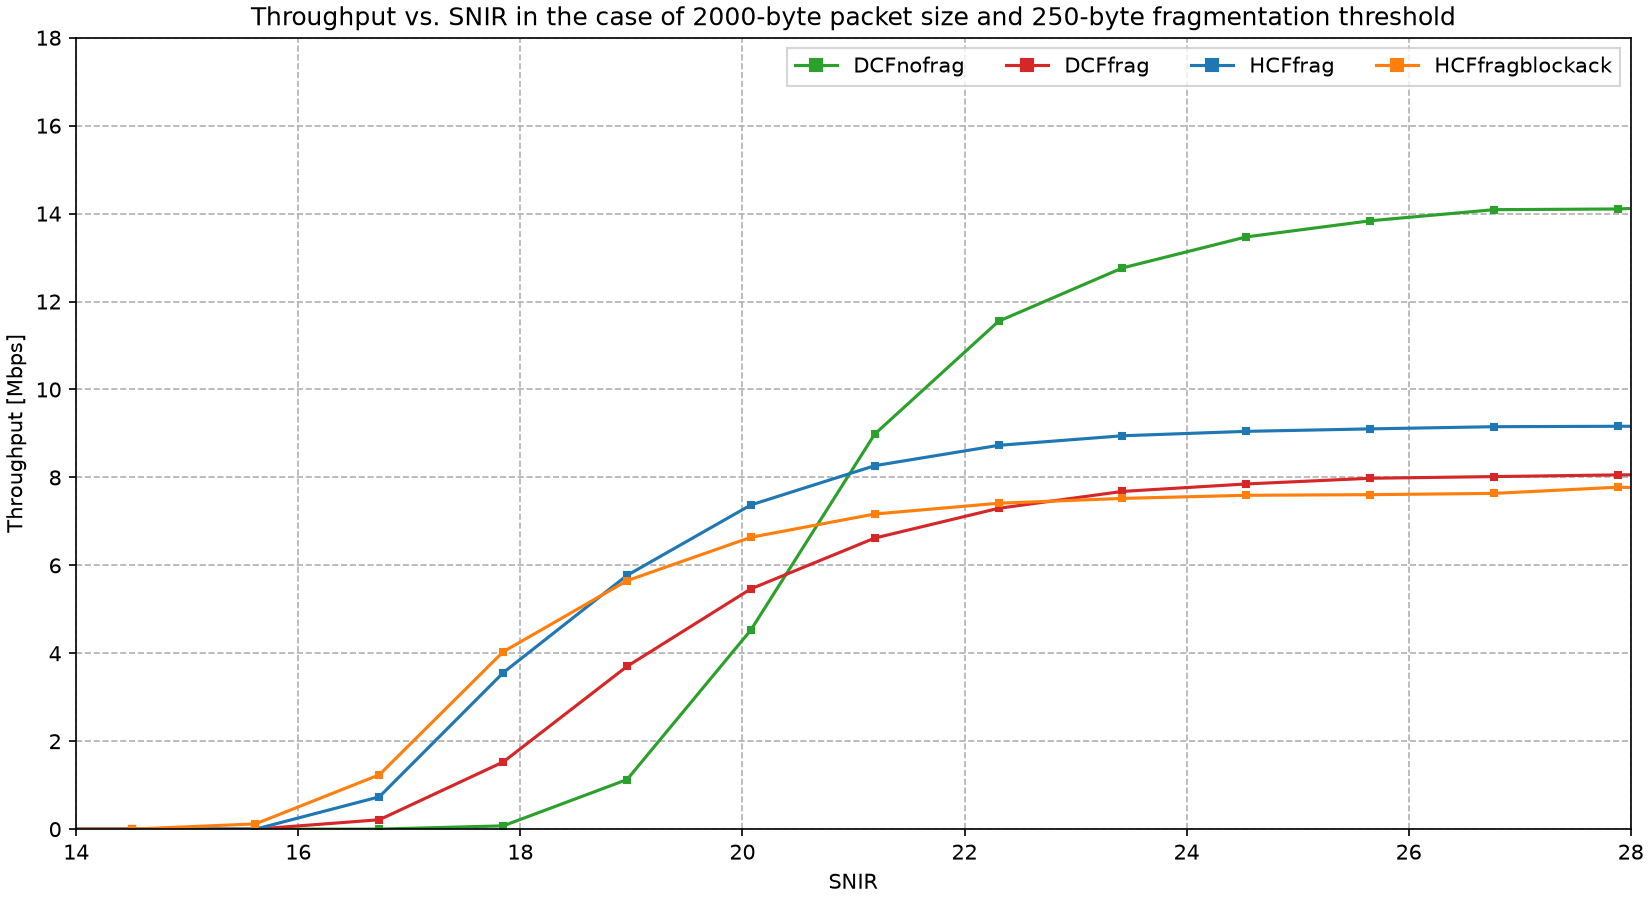 Throughput vs. SNIR in the case of 2000-byte packet size and 250-byte fragmentation threshold
DCFnofrag DCFfrag HCFfrag HCFfragblockack
Throughput [Mbps]
18
16
14
12
10
8
6
4
2
0
14 16 18 20 22 24 26 28
SNIR